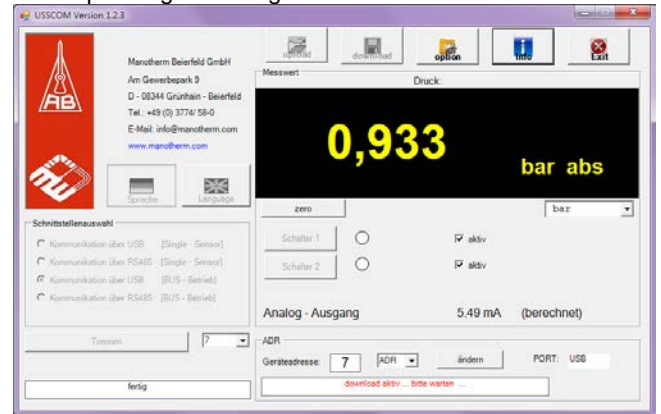 USSCOM Version 1.2.3
Manotherm Beierfeld GmbH
Am Gewerbepark 9
D - 08344 Grünhain - Beierfeld
Tel.: +49 (0) 3774/ 58-0
E-Mail: info@manotherm.com
www.manotherm.com
AB
Sprache
Language
upload
download
option
Info
Exit
Messwert
Druck:
0,933
bar abs
zero
bar
Schnittstellenauswahl
Kommunikation über USB [Single - Sensor]
Kommunikation über RS485 [Single - Sensor]
Kommunikation über USB [BUS - Betrieb]
Kommunikation über RS485 [BUS - Betrieb]
Schalter 1
aktiv
Schalter 2
aktiv
Analog - Ausgang 5.49 mA (berechnet)
Trennen
7
fertig
ADR
Geräteadresse: 7 ADR ändern PORT: USB
download aktiv ... bitte warten ...